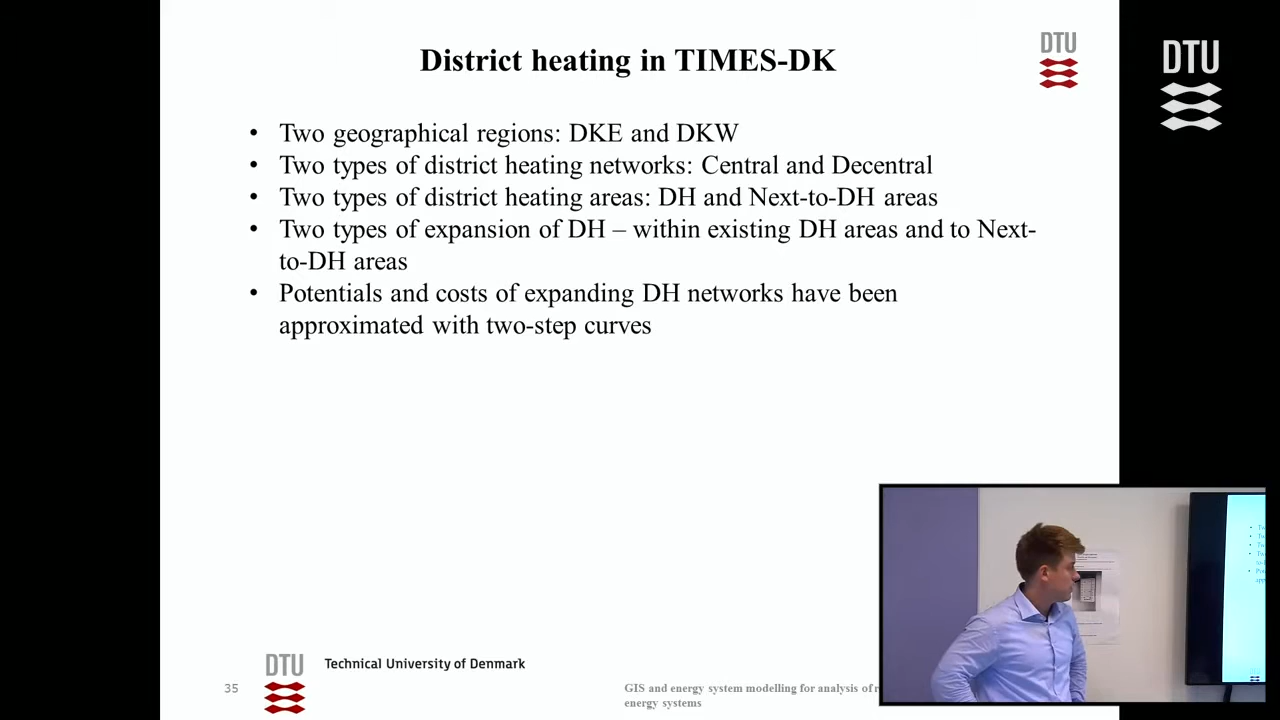 District heating in TIMES-DK
DTU
DTU
• Two geographical regions: DKE and DKW
• Two types of district heating networks: Central and Decentral
• Two types of district heating areas: DH and Next-to-DH areas
• Two types of expansion of DH – within existing DH areas and to Next-
to-DH areas
• Potentials and costs of expanding DH networks have been
approximated with two-step curves
DTU
Technical University of Denmark
35
GIS and energy system modelling for analysis of
energy systems